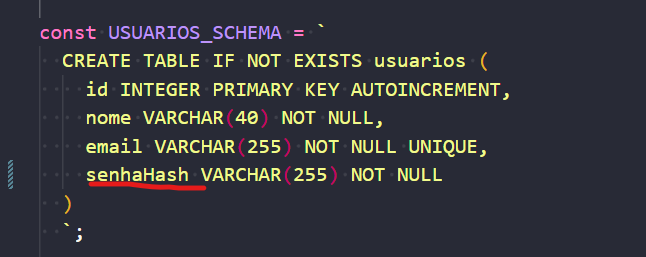 const USUARIOS_SCHEMA = `
CREATE TABLE IF NOT EXISTS usuarios (
id INTEGER PRIMARY KEY AUTOINCREMENT,
nome VARCHAR(40) NOT NULL,
email VARCHAR(255) NOT NULL UNIQUE,
senhaHash VARCHAR(255) NOT NULL
)
`;